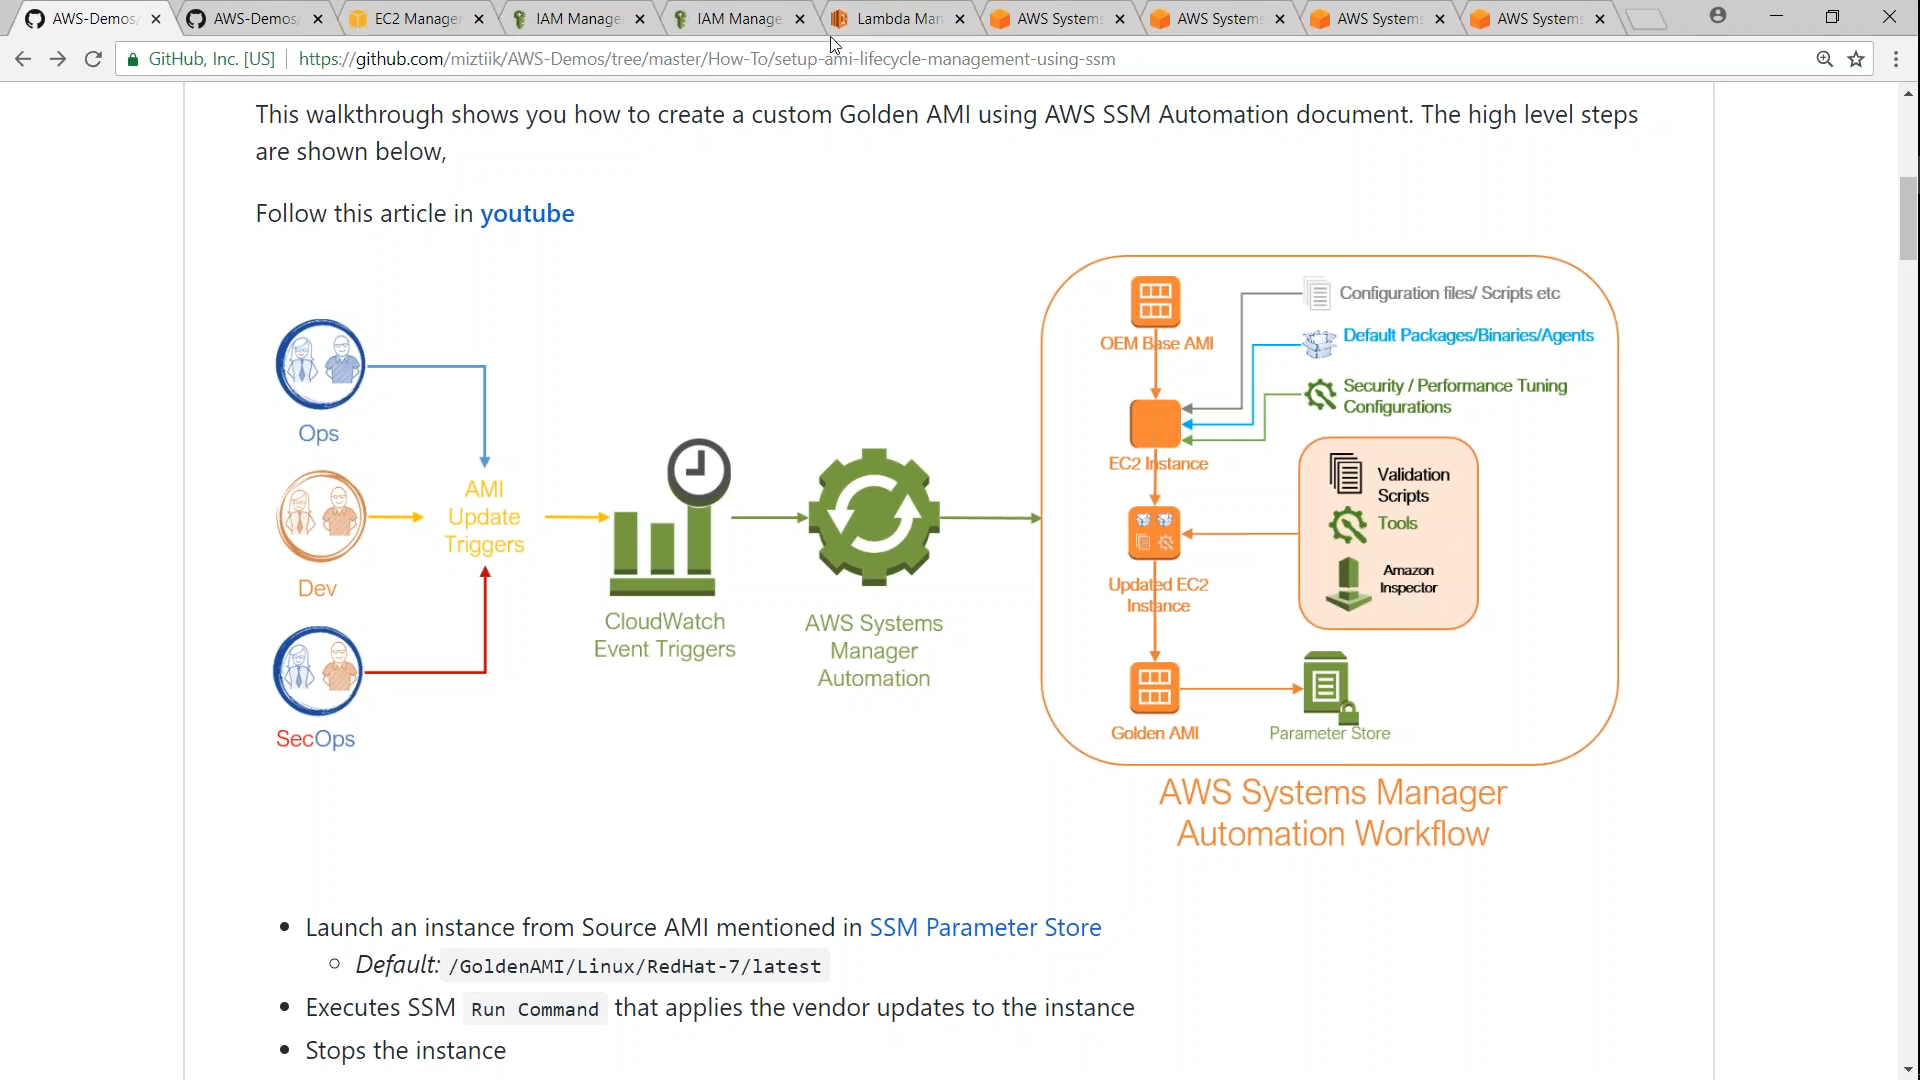 AWS-Demos
AWS-Demos
EC2 Manage
IAM Manage
IAM Manage
Lambda Man
AWS Systems
AWS Systems
AWS Systems
AWS Systems
GitHub, Inc. [US]
https://github.com/miztiik/AWS-Demos/tree/master/How-To/setup-ami-lifecycle-management-using-ssm
This walkthrough shows you how to create a custom Golden AMI using AWS SSM Automation document. The high level steps
are shown below,
Follow this article in youtube
Ops
Dev
SecOps
AMI
Update
Triggers
CloudWatch
Event Triggers
AWS Systems
Manager
Automation
OEM Base AMI
Configuration files/ Scripts etc
Default Packages/Binaries/Agents
Security / Performance Tuning
Configurations
EC2 Instance
Validation
Scripts
Tools
Amazon
Inspector
Updated EC2
Instance
Golden AMI
Parameter Store
AWS Systems Manager
Automation Workflow
Launch an instance from Source AMI mentioned in SSM Parameter Store
Default: /GoldenAMI/Linux/RedHat-7/latest
Executes SSM Run Command that applies the vendor updates to the instance
Stops the instance